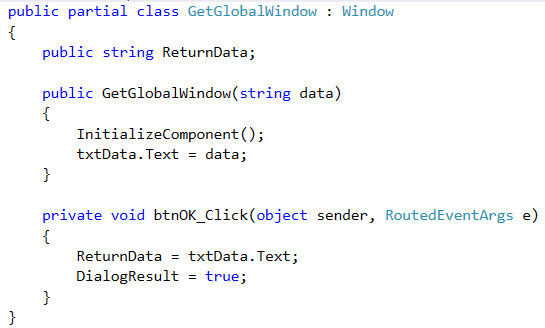 public partial class GetGlobalWindow : Window
{
    public string ReturnData;

    public GetGlobalWindow(string data)
    {
        InitializeComponent();
        txtData.Text = data;
    }

    private void btnOK_Click(object sender, RoutedEventArgs e)
    {
        ReturnData = txtData.Text;
        DialogResult = true;
    }
}